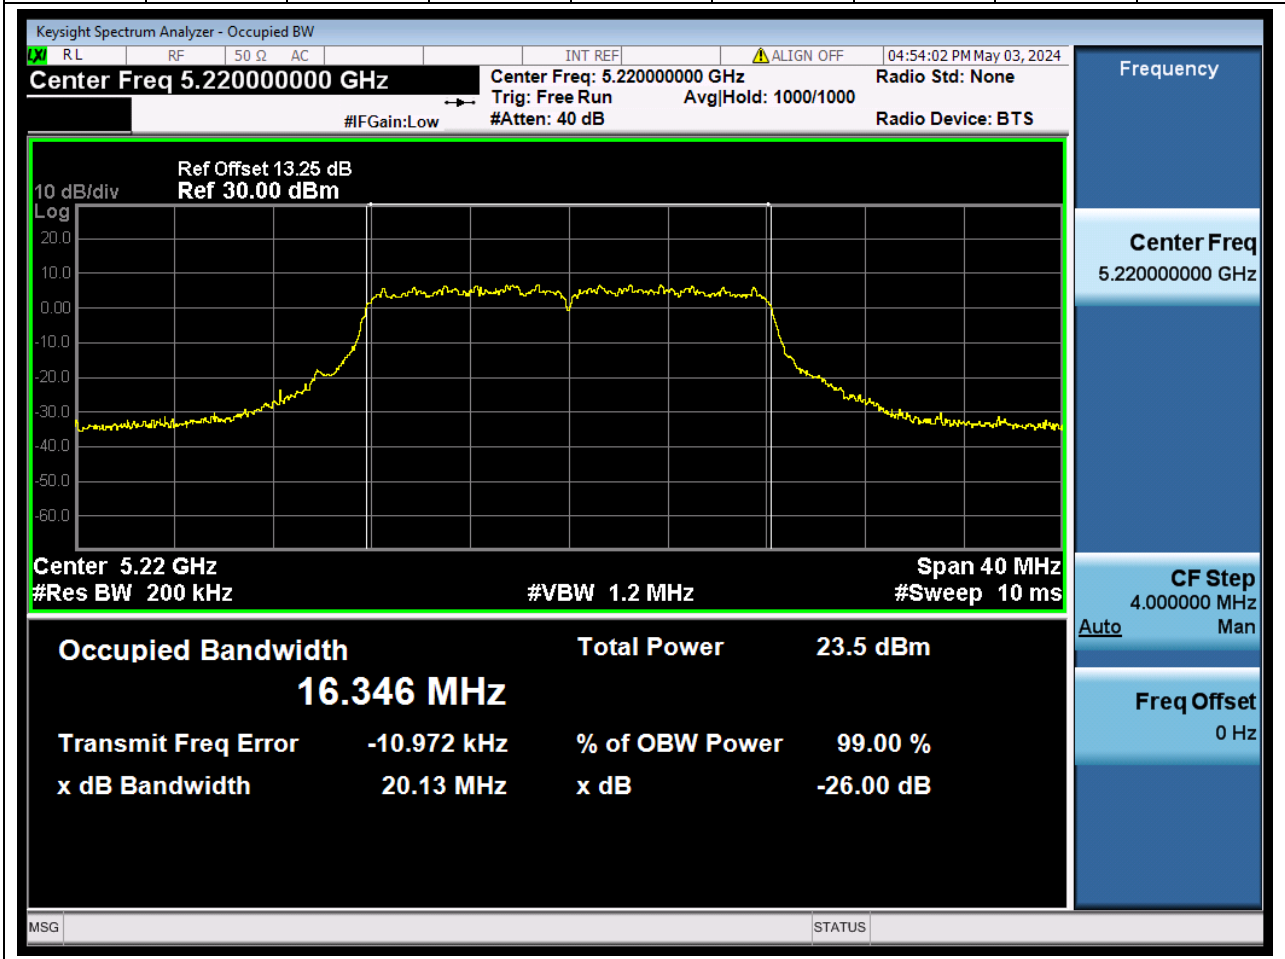 Keysight Spectrum Analyzer - Occupied BW
LXI RL RF 50 Ω AC INT REF ALIGN OFF 04:54:02 PM May 03, 2024
Center Freq 5.220000000 GHz
Center Freq: 5.220000000 GHz
Radio Std: None
Trig: Free Run
Avg|Hold: 1000/1000
#IFGain:Low
#Atten: 40 dB
Radio Device: BTS
Ref Offset 13.25 dB
10 dB/div
Ref 30.00 dBm
Log
20.0
10.0
0.00
-10.0
-20.0
-30.0
-40.0
-50.0
-60.0
Center 5.22 GHz
Span 40 MHz
#Res BW 200 kHz
#VBW 1.2 MHz
#Sweep 10 ms
Occupied Bandwidth
Total Power 23.5 dBm
16.346 MHz
Transmit Freq Error -10.972 kHz
% of OBW Power 99.00 %
x dB Bandwidth 20.13 MHz
x dB -26.00 dB
Frequency
Center Freq
5.220000000 GHz
CF Step
4.000000 MHz
Auto Man
Freq Offset
0 Hz
MSG
STATUS